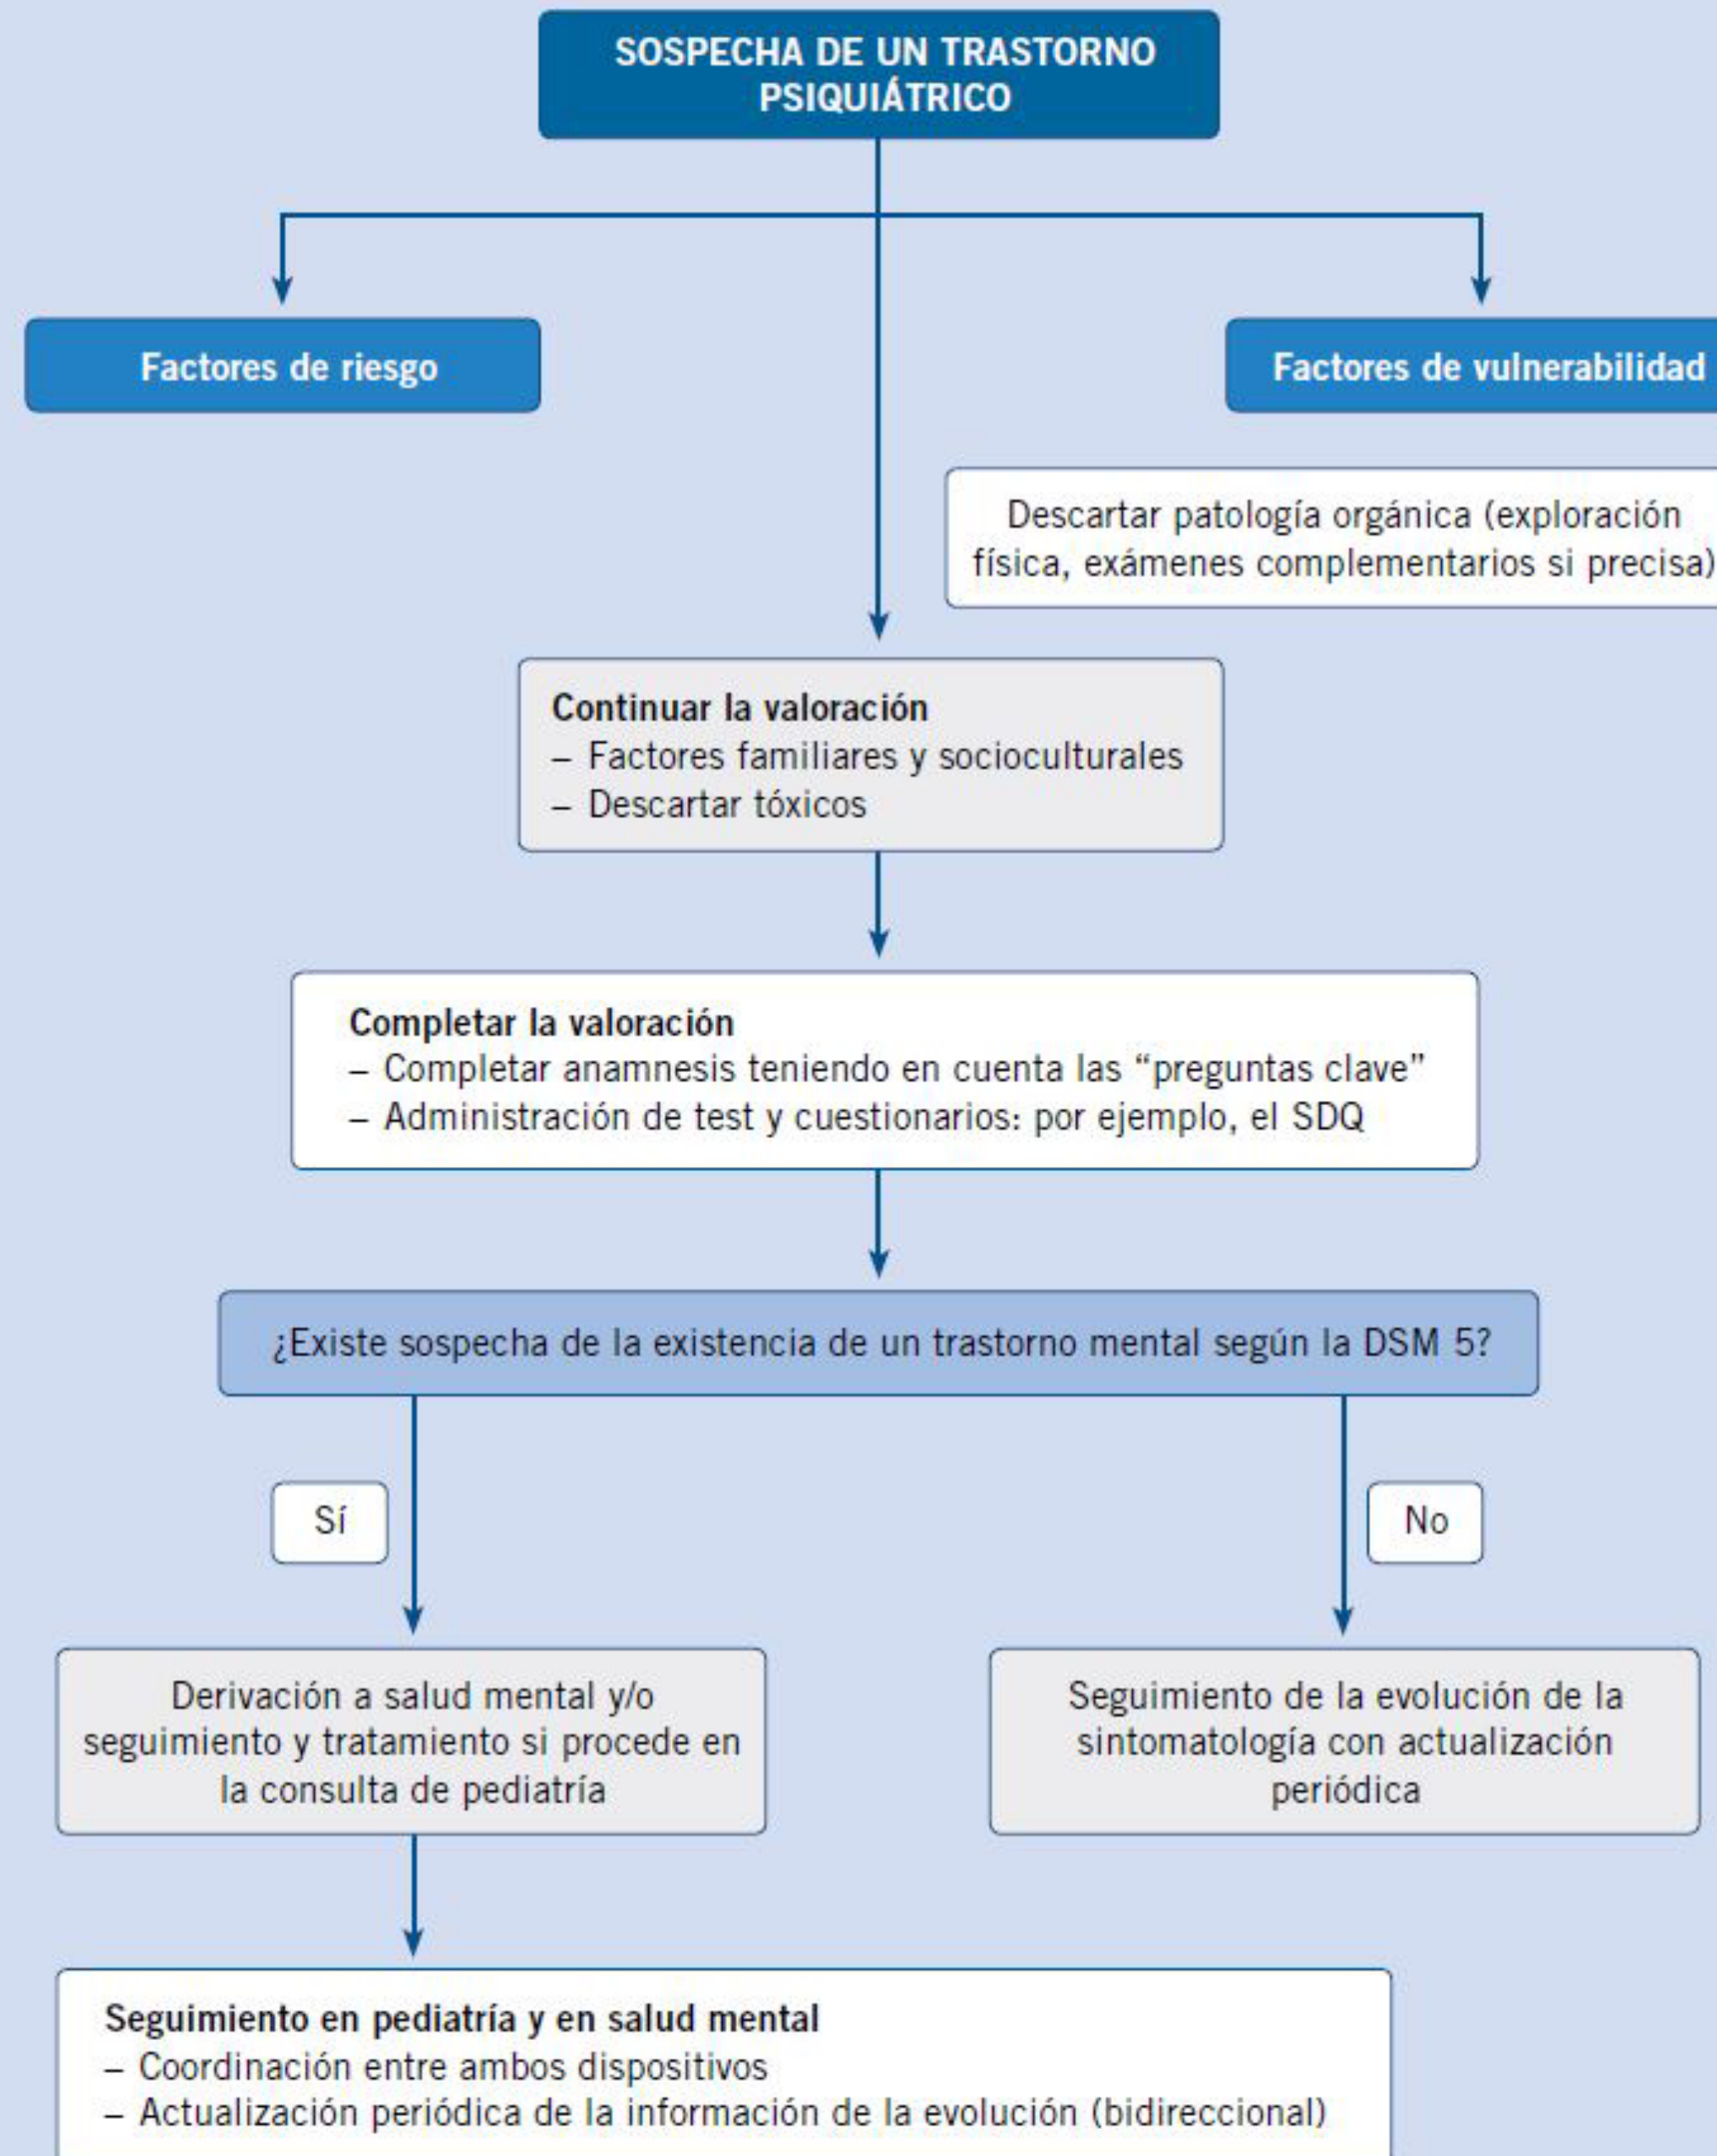 SOSPECHA DE UN TRASTORNO
PSIQUIÁTRICO
Factores de riesgo
Factores de vulnerabilidad
Descartar patología orgánica (exploración
física, exámenes complementarios si precisa)
Continuar la valoración
– Factores familiares y socioculturales
– Descartar tóxicos
Completar la valoración
– Completar anamnesis teniendo en cuenta las “preguntas clave”
– Administración de test y cuestionarios: por ejemplo, el SDQ
¿Existe sospecha de la existencia de un trastorno mental según la DSM 5?
Sí
No
Derivación a salud mental y/o
seguimiento y tratamiento si procede en
la consulta de pediatría
Seguimiento de la evolución de la
sintomatología con actualización
periódica
Seguimiento en pediatría y en salud mental
– Coordinación entre ambos dispositivos
– Actualización periódica de la información de la evolución (bidireccional)